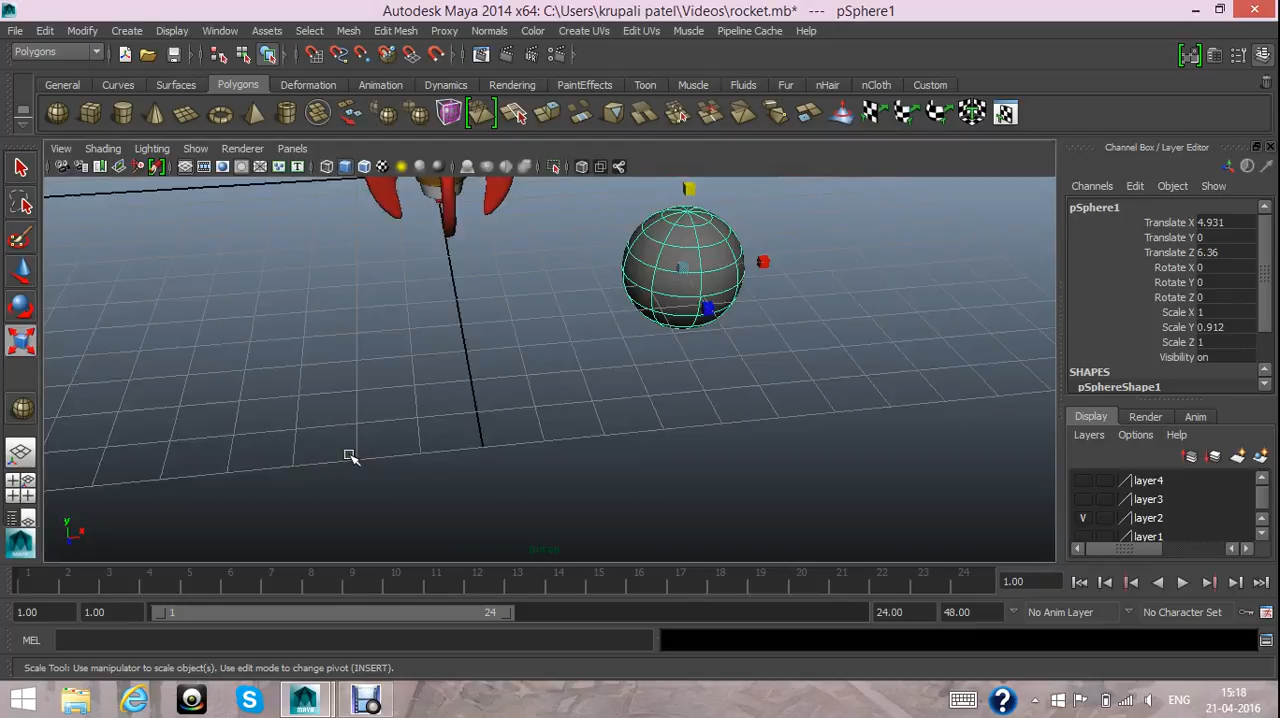 Autodesk Maya 2014 x64: C:\Users\krupali patel\Videos\rocket.mb* --- pSphere1
File Edit Modify Create Display Window Assets Select Mesh Edit Mesh Proxy Normals Color Create UVs Edit UVs Muscle Pipeline Cache Help
Polygons
General Curves Surfaces Polygons Deformation Animation Dynamics Rendering PaintEffects Toon Muscle Fluids Fur nHair nCloth Custom
View Shading Lighting Show Renderer Panels
Channel Box / Layer Editor
Channels Edit Object Show
pSphere1
Translate X 4.931
Translate Y 0
Translate Z 6.36
Rotate X 0
Rotate Y 0
Rotate Z 0
Scale X 1
Scale Y 0.912
Scale Z 1
Visibility on
SHAPES
pSphereShape1
Display Render Anim
Layers Options Help
layer4
layer3
V layer2
layer1
y
x
persp
1 2 3 4 5 6 7 8 9 10 11 12 13 14 15 16 17 18 19 20 21 22 23 24 1.00
1.00 1.00 1 24 24.00 48.00 No Anim Layer No Character Set
MEL
Scale Tool: Use manipulator to scale object(s). Use edit mode to change pivot (INSERT).
ENG
15:18
21-04-2016